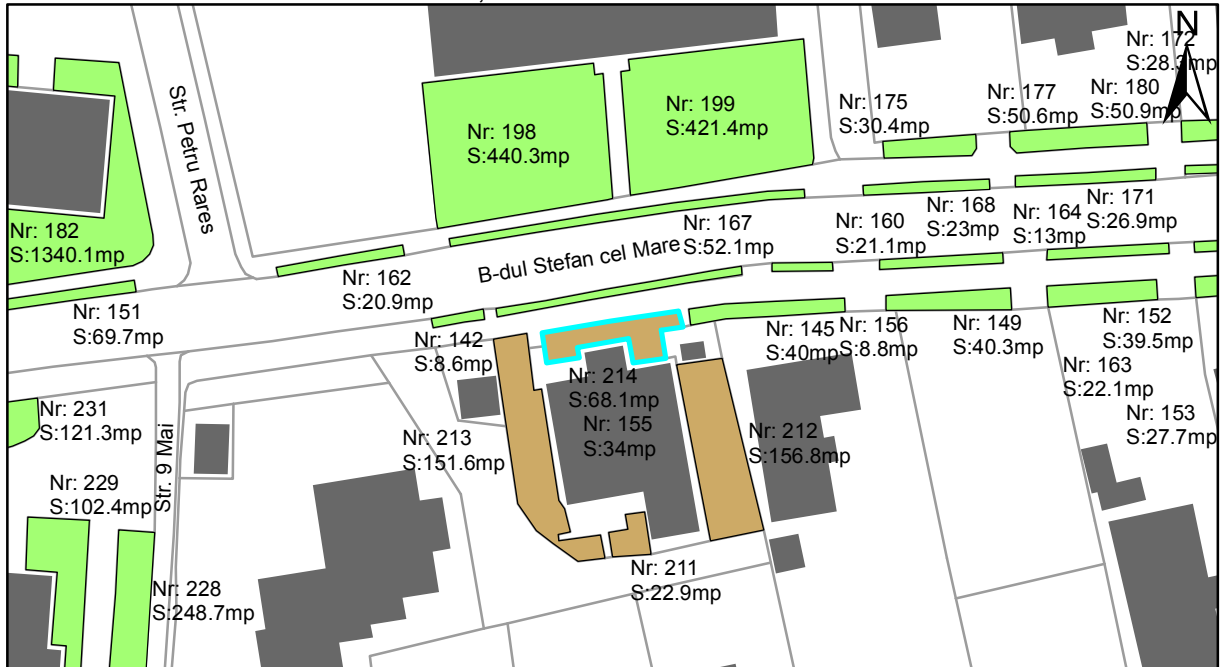 N
Nr: 172
S:28.3mp
Nr: 177
S:50.6mp
Nr: 180
S:50.9mp
Nr: 175
S:30.4mp
Nr: 199
S:421.4mp
Nr: 198
S:440.3mp
Str. Petru Rares
Nr: 182
S:1340.1mp
Nr: 171
S:26.9mp
Nr: 164
S:13mp
Nr: 168
S:23mp
Nr: 160
S:21.1mp
Nr: 167
S:52.1mp
B-dul Stefan cel Mare
Nr: 162
S:20.9mp
Nr: 151
S:69.7mp
Nr: 142
S:8.6mp
Nr: 145
S:40mp
Nr: 156
S:8.8mp
Nr: 149
S:40.3mp
Nr: 152
S:39.5mp
Nr: 163
S:22.1mp
Nr: 153
S:27.7mp
Nr: 214
S:68.1mp
Nr: 155
S:34mp
Nr: 212
S:156.8mp
Nr: 213
S:151.6mp
Nr: 231
S:121.3mp
Str. 9 Mai
Nr: 229
S:102.4mp
Nr: 228
S:248.7mp
Nr: 211
S:22.9mp